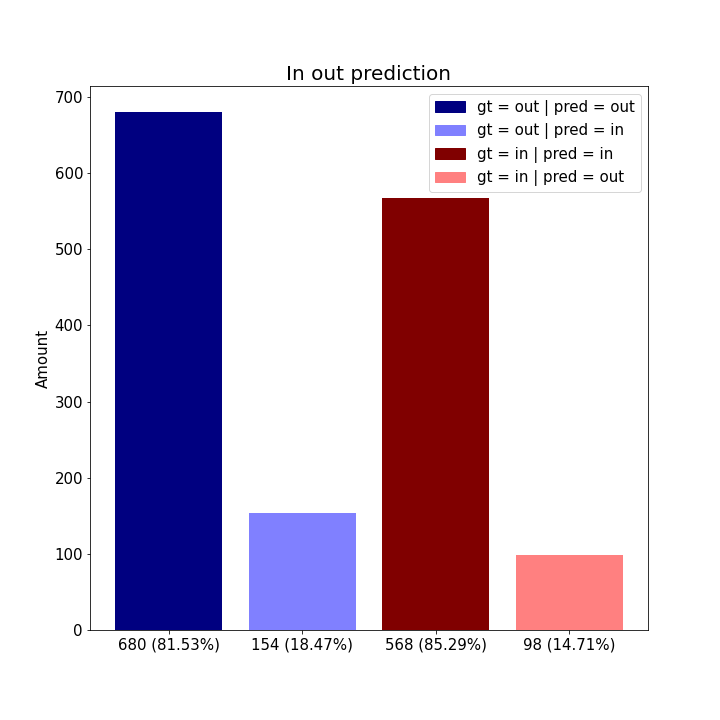 In out prediction
gt = out | pred = out
gt = out | pred = in
gt = in | pred = in
gt = in | pred = out
Amount
700
600
500
400
300
200
100
0
680 (81.53%) 154 (18.47%) 568 (85.29%) 98 (14.71%)